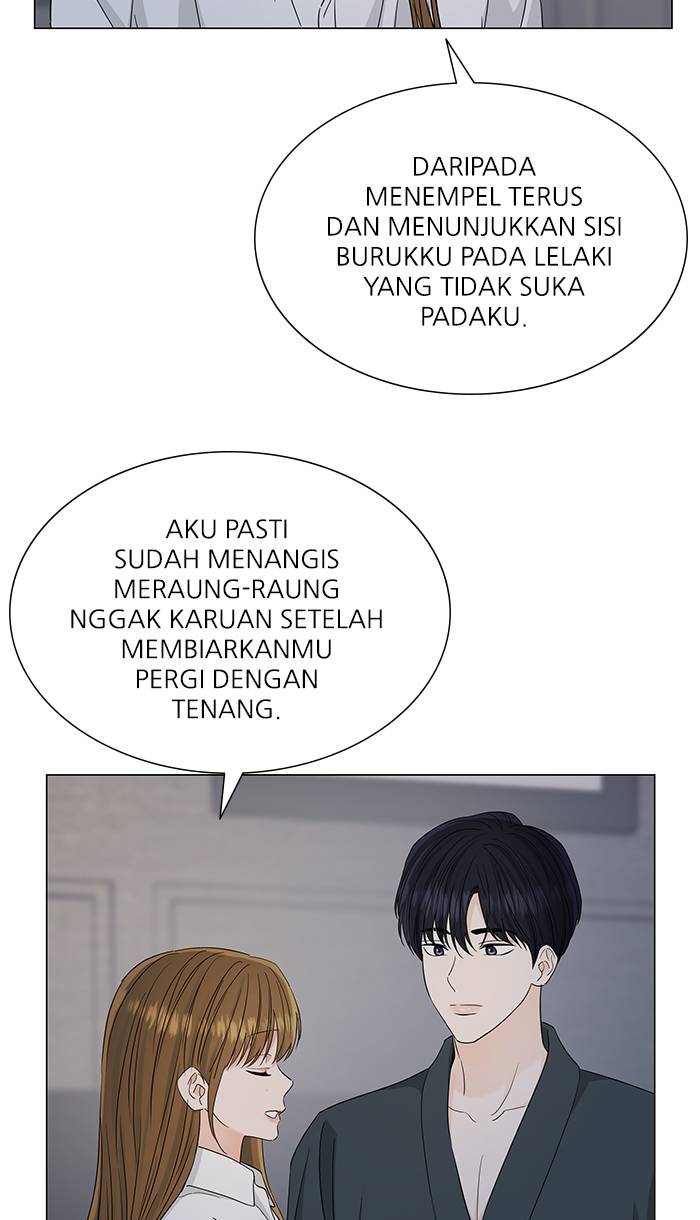 DARIPADA
MENEMPEL TERUS
DAN MENUNJUKKAN SISI
BURUKKU PADA LELAKI
YANG TIDAK SUKA
PADAKU.
AKU PASTI
SUDAH MENANGIS
MERAUNG-RAUNG
NGGAK KARUAN SETELAH
MEMBIARKANMU
PERGI DENGAN
TENANG.